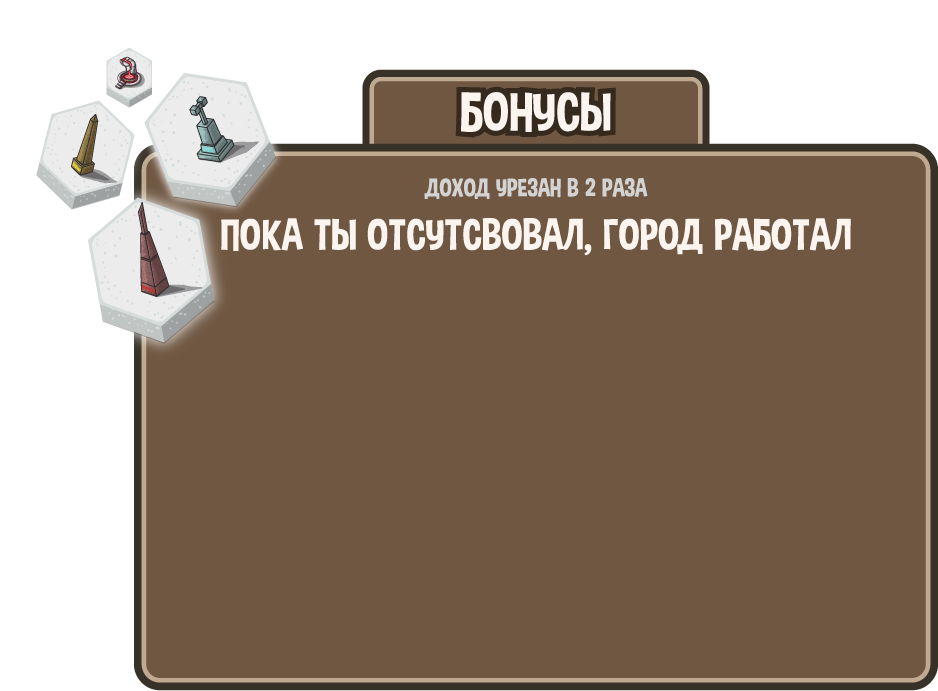 БОНУСЫ
ДОХОД УРЕЗАН В 2 РАЗА
ПОКА ТЫ ОТСУТСВОВАЛ, ГОРОД РАБОТАЛ